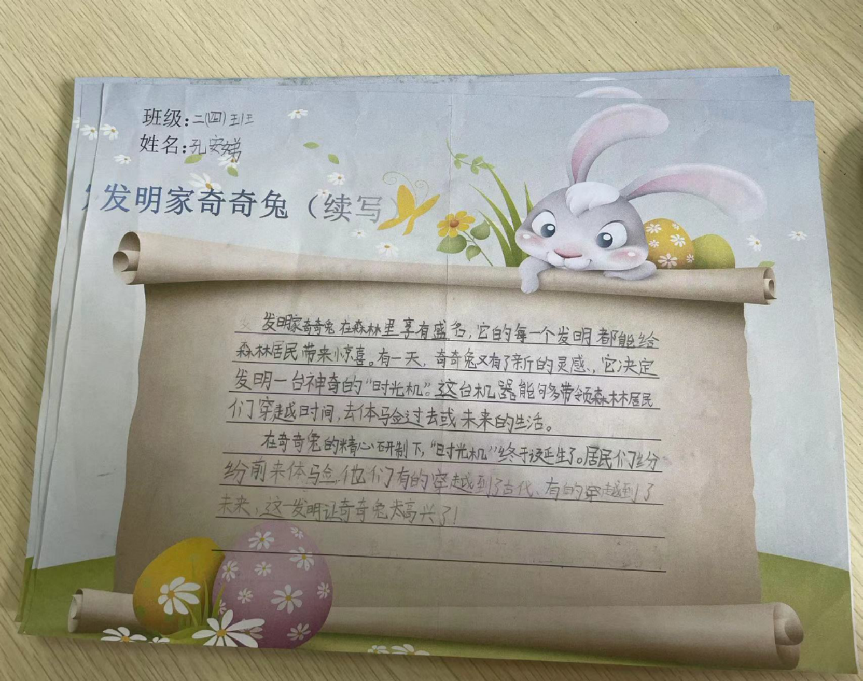 班级:二(四)班
姓名:孔安娣
发明家奇奇兔（续写
发明家奇奇兔在森林里享有盛名，它的每一个发明都能给
森林居民带来惊喜。有一天，奇奇兔又有了新的灵感，它决定
发明一台神奇的“时光机”。这台机器能够带领森林居民
们穿越时间，去体验过去或未来的生活。
在奇奇兔的精心研制下，“时光机”终于诞生了。居民们纷
纷前来体验他们有的穿越到了古代、有的穿越到了
未来，这一发明让奇奇兔太高兴了！